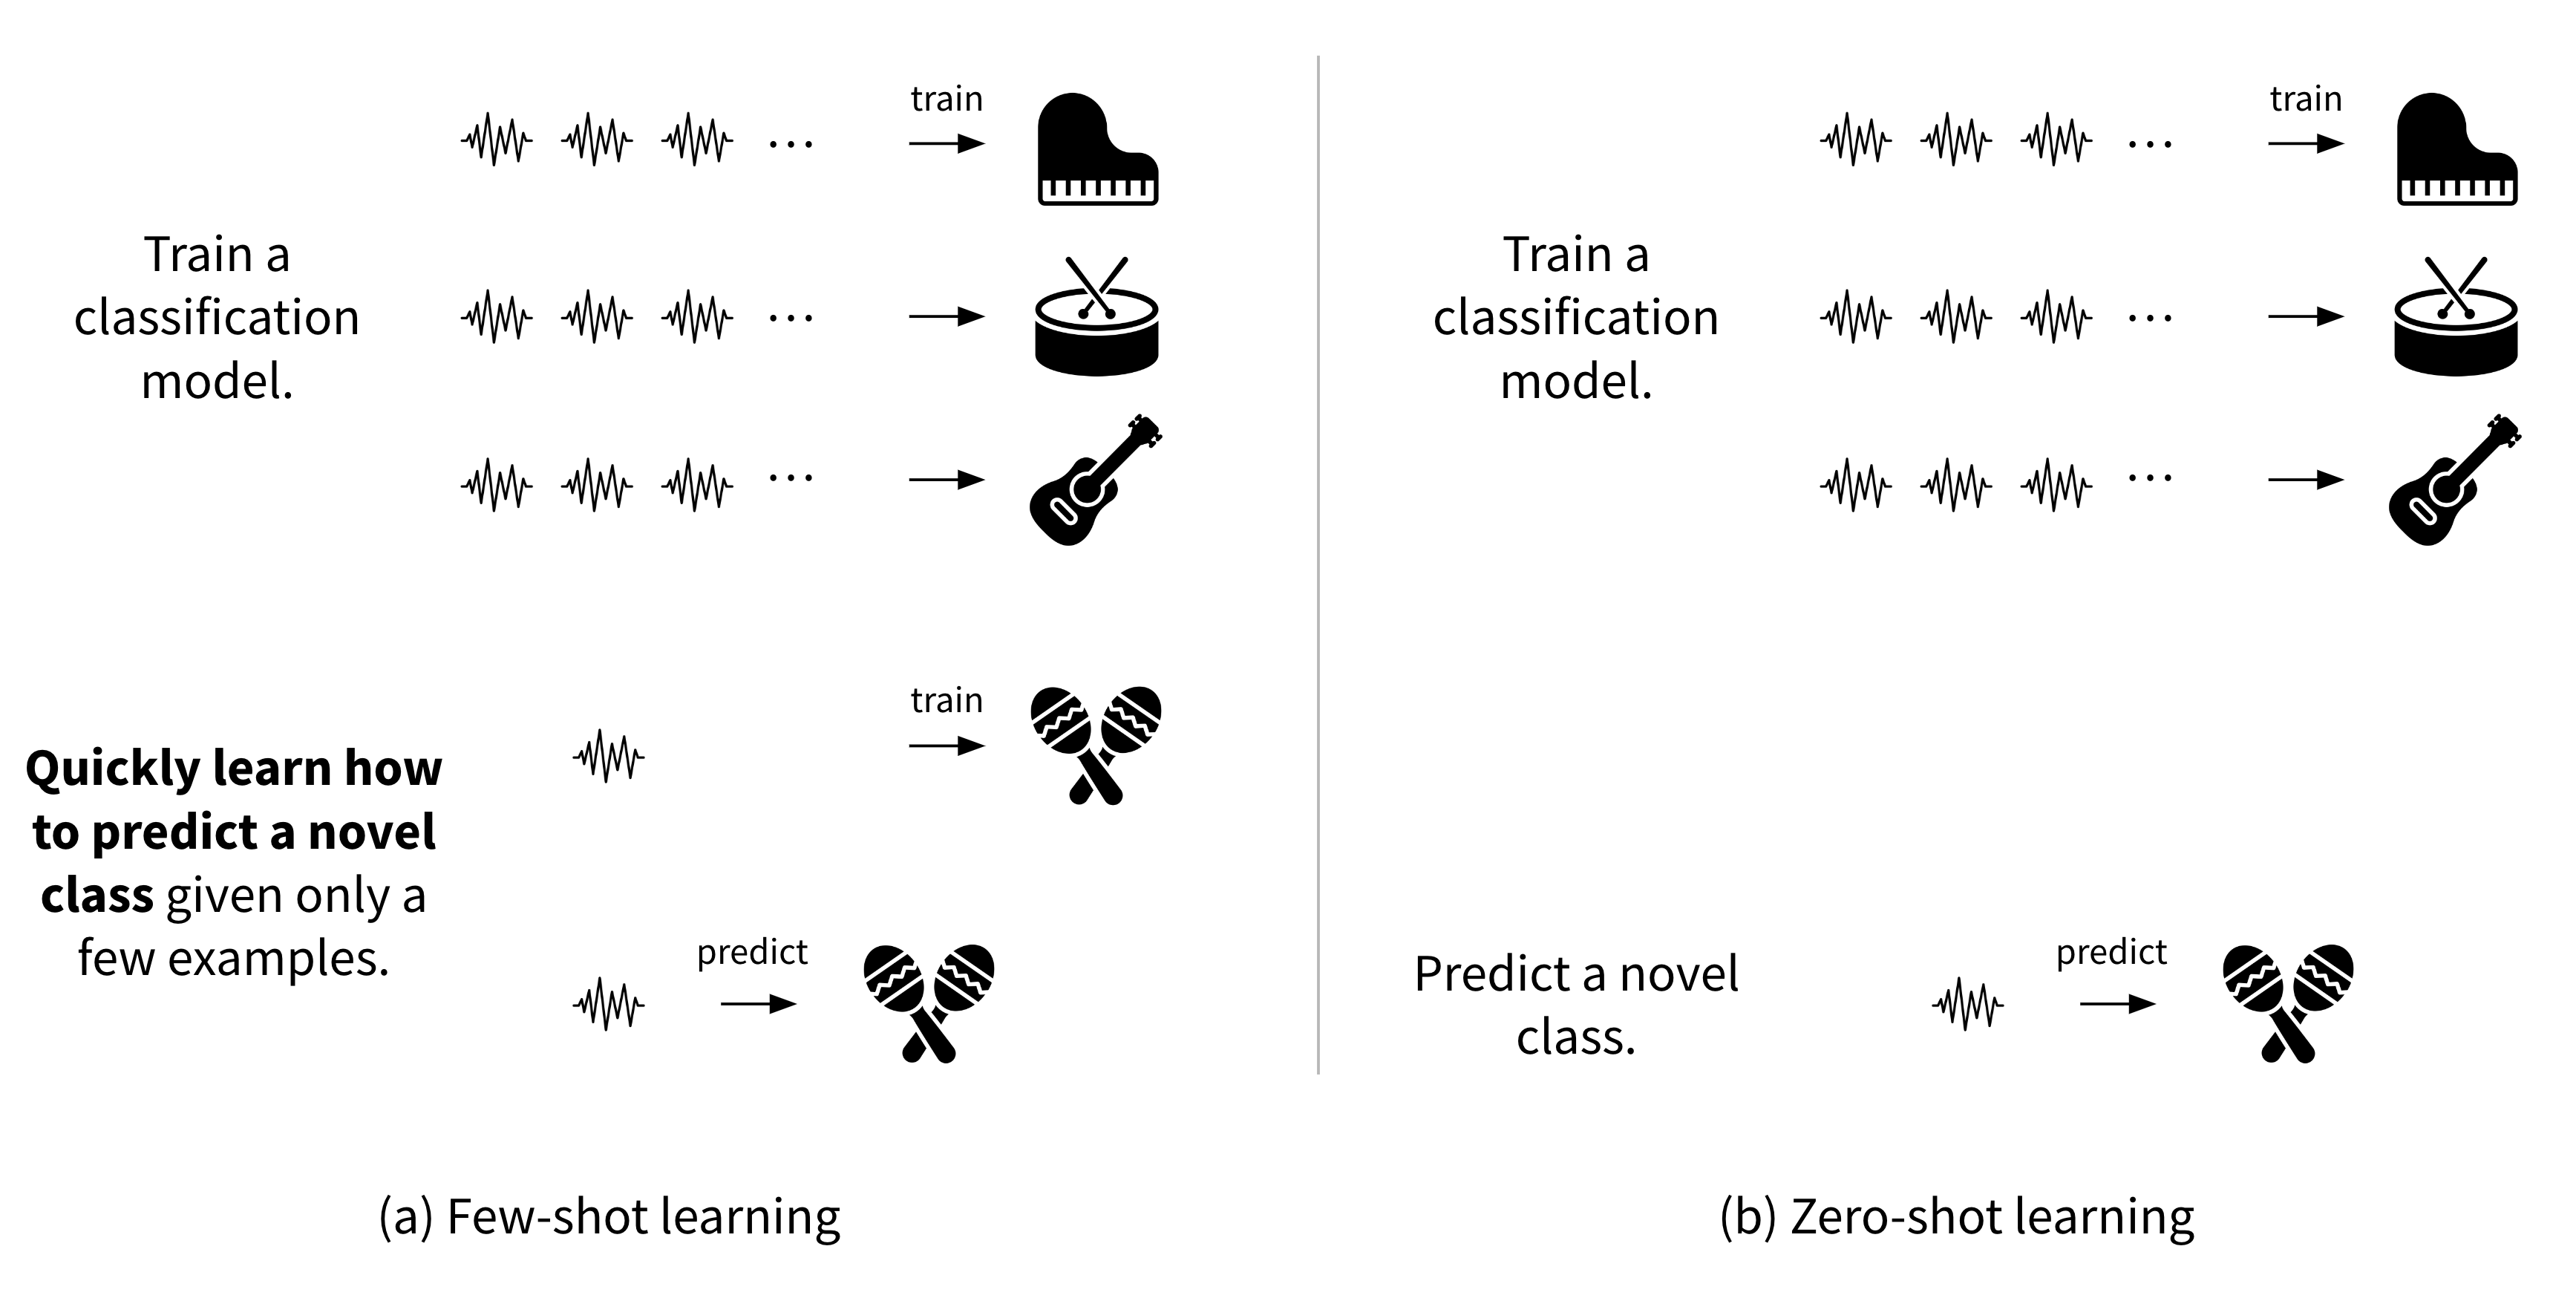 train
Train a
classification
model.
train
Quickly learn how
to predict a novel
class given only a
few examples.
predict
(a) Few-shot learning
train
Train a
classification
model.
Predict a novel
class.
predict
(b) Zero-shot learning